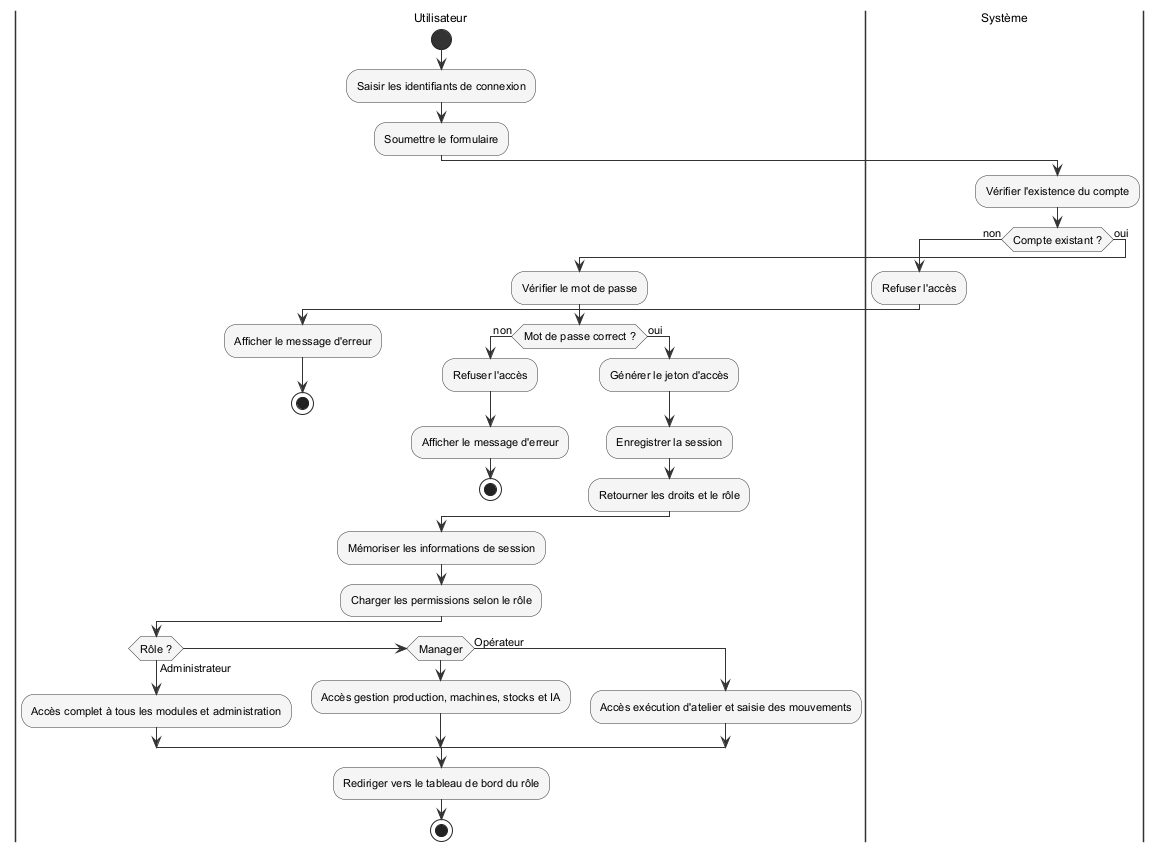 Utilisateur
Système
Saisir les identifiants de connexion
Soumettre le formulaire
Vérifier l'existence du compte
non
Compte existant ?
oui
Vérifier le mot de passe
Refuser l'accès
Afficher le message d'erreur
non
Mot de passe correct ?
oui
Refuser l'accès
Générer le jeton d'accès
Afficher le message d'erreur
Enregistrer la session
Retourner les droits et le rôle
Mémoriser les informations de session
Charger les permissions selon le rôle
Rôle ?
Manager
Opérateur
Administrateur
Accès complet à tous les modules et administration
Accès gestion production, machines, stocks et IA
Accès exécution d'atelier et saisie des mouvements
Rediriger vers le tableau de bord du rôle